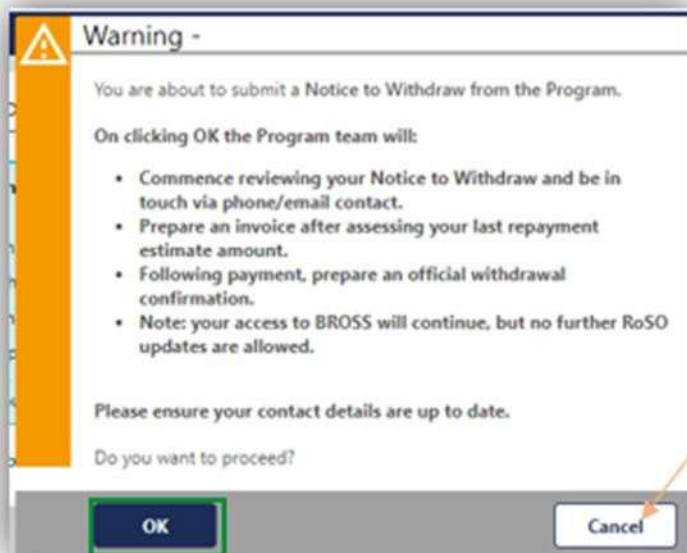 Warning -
You are about to submit a Notice to Withdraw from the Program.
On clicking OK the Program team will:
• Commence reviewing your Notice to Withdraw and be in
touch via phone/email contact.
• Prepare an invoice after assessing your last repayment
estimate amount.
• Following payment, prepare an official withdrawal
confirmation.
• Note: your access to BROSS will continue, but no further RoSO
updates are allowed.
Please ensure your contact details are up to date.
Do you want to proceed?
OK
Cancel